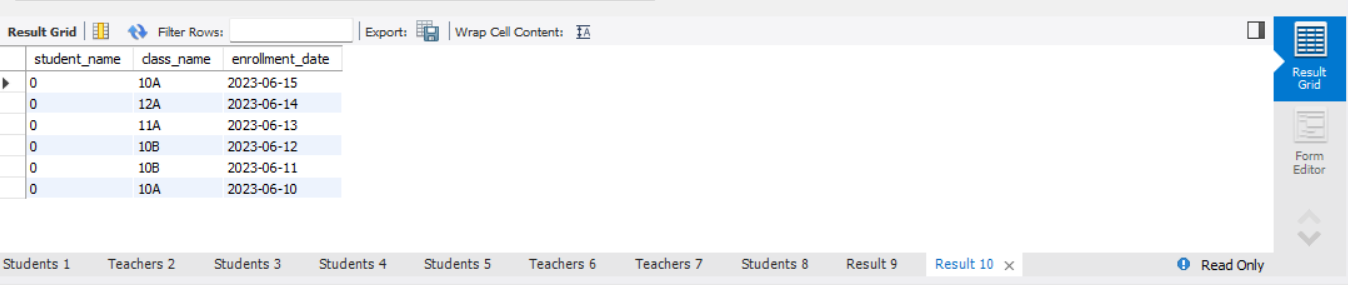 Result Grid Filter Rows: Export: Wrap Cell Content: IA
student_name class_name enrollment_date
0 10A 2023-06-15
0 12A 2023-06-14
0 11A 2023-06-13
0 10B 2023-06-12
0 10B 2023-06-11
0 10A 2023-06-10
Result
Grid
Form
Editor
Students 1 Teachers 2 Students 3 Students 4 Students 5 Teachers 6 Teachers 7 Students 8 Result 9 Result 10 × Read Only